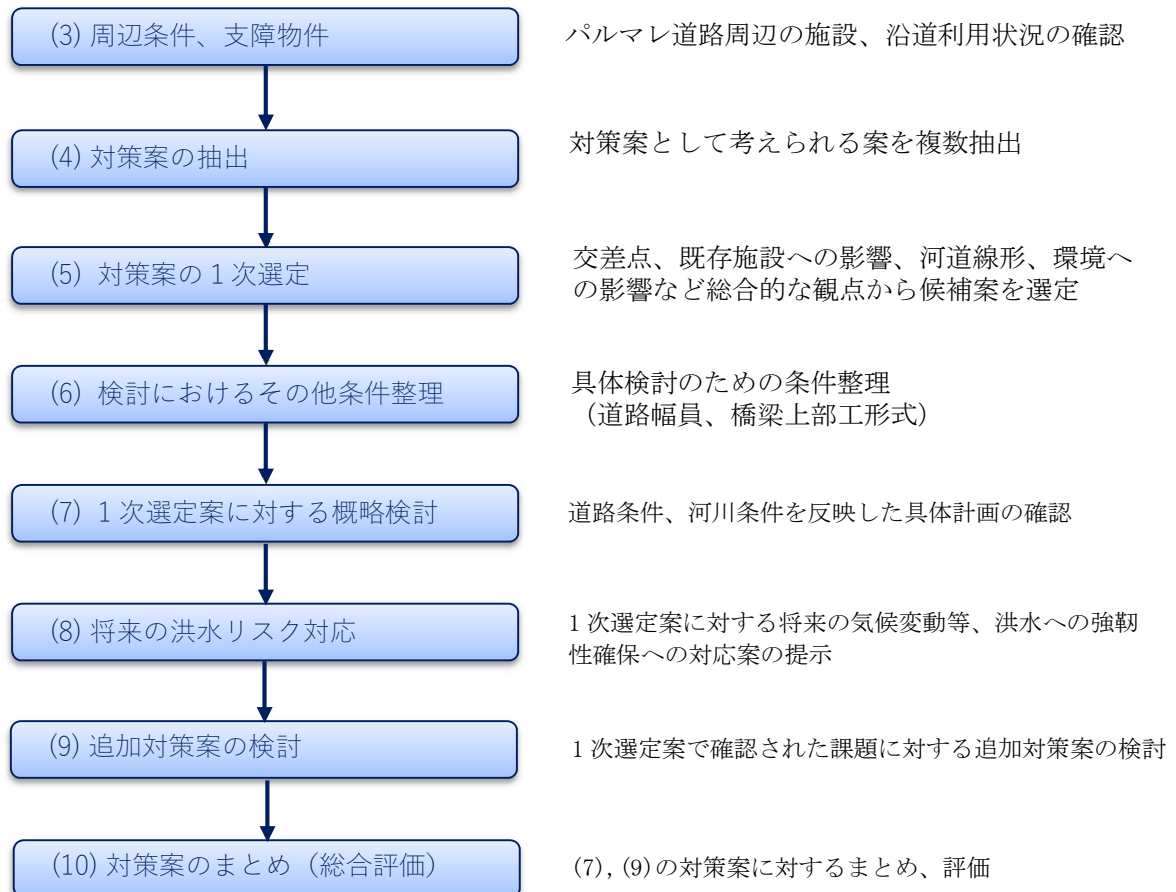 (3) 周辺条件、支障物件
パルマレ道路周辺の施設、沿道利用状況の確認
(4) 対策案の抽出
対策案として考えられる案を複数抽出
(5) 対策案の1次選定
交差点、既存施設への影響、河道線形、環境へ
の影響など総合的な観点から候補案を選定
(6) 検討におけるその他条件整理
具体検討のための条件整理
(道路幅員、橋梁上部工形式)
(7) 1次選定案に対する概略検討
道路条件、河川条件を反映した具体計画の確認
(8) 将来の洪水リスク対応
1次選定案に対する将来の気候変動等、洪水への強靭
性確保への対応案の提示
(9) 追加対策案の検討
1次選定案で確認された課題に対する追加対策案の検討
(10) 対策案のまとめ(総合評価)
(7), (9)の対策案に対するまとめ、評価